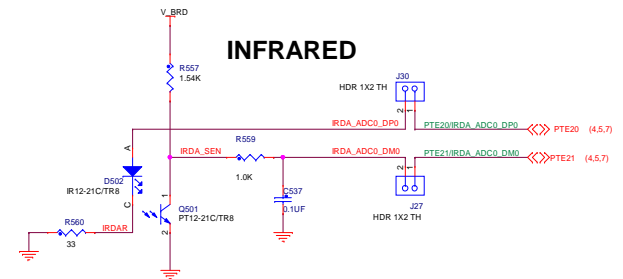 V_BRD
INFRARED
R557
1.54K
J30
HDR 1X2 TH
2
1
IRDA_ADC0_DP0
PTE20/IRDA_ADC0_DP0
PTE20 (4,5,7)
R559
A
IRDA_SEN
IRDA_ADC0_DM0
PTE21/IRDA_ADC0_DM0
PTE21 (4,5,7)
D502
1.0K
2
1
IR12-21C/TR8
C
1
Q501
C537
PT12-21C/TR8
0.1UF
J27
R560
HDR 1X2 TH
IRDAR
2
33